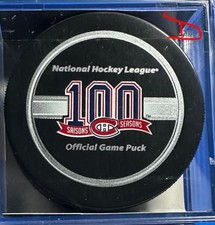 National Hockey League®
100
SAISONS SEASONS
Official Game Puck